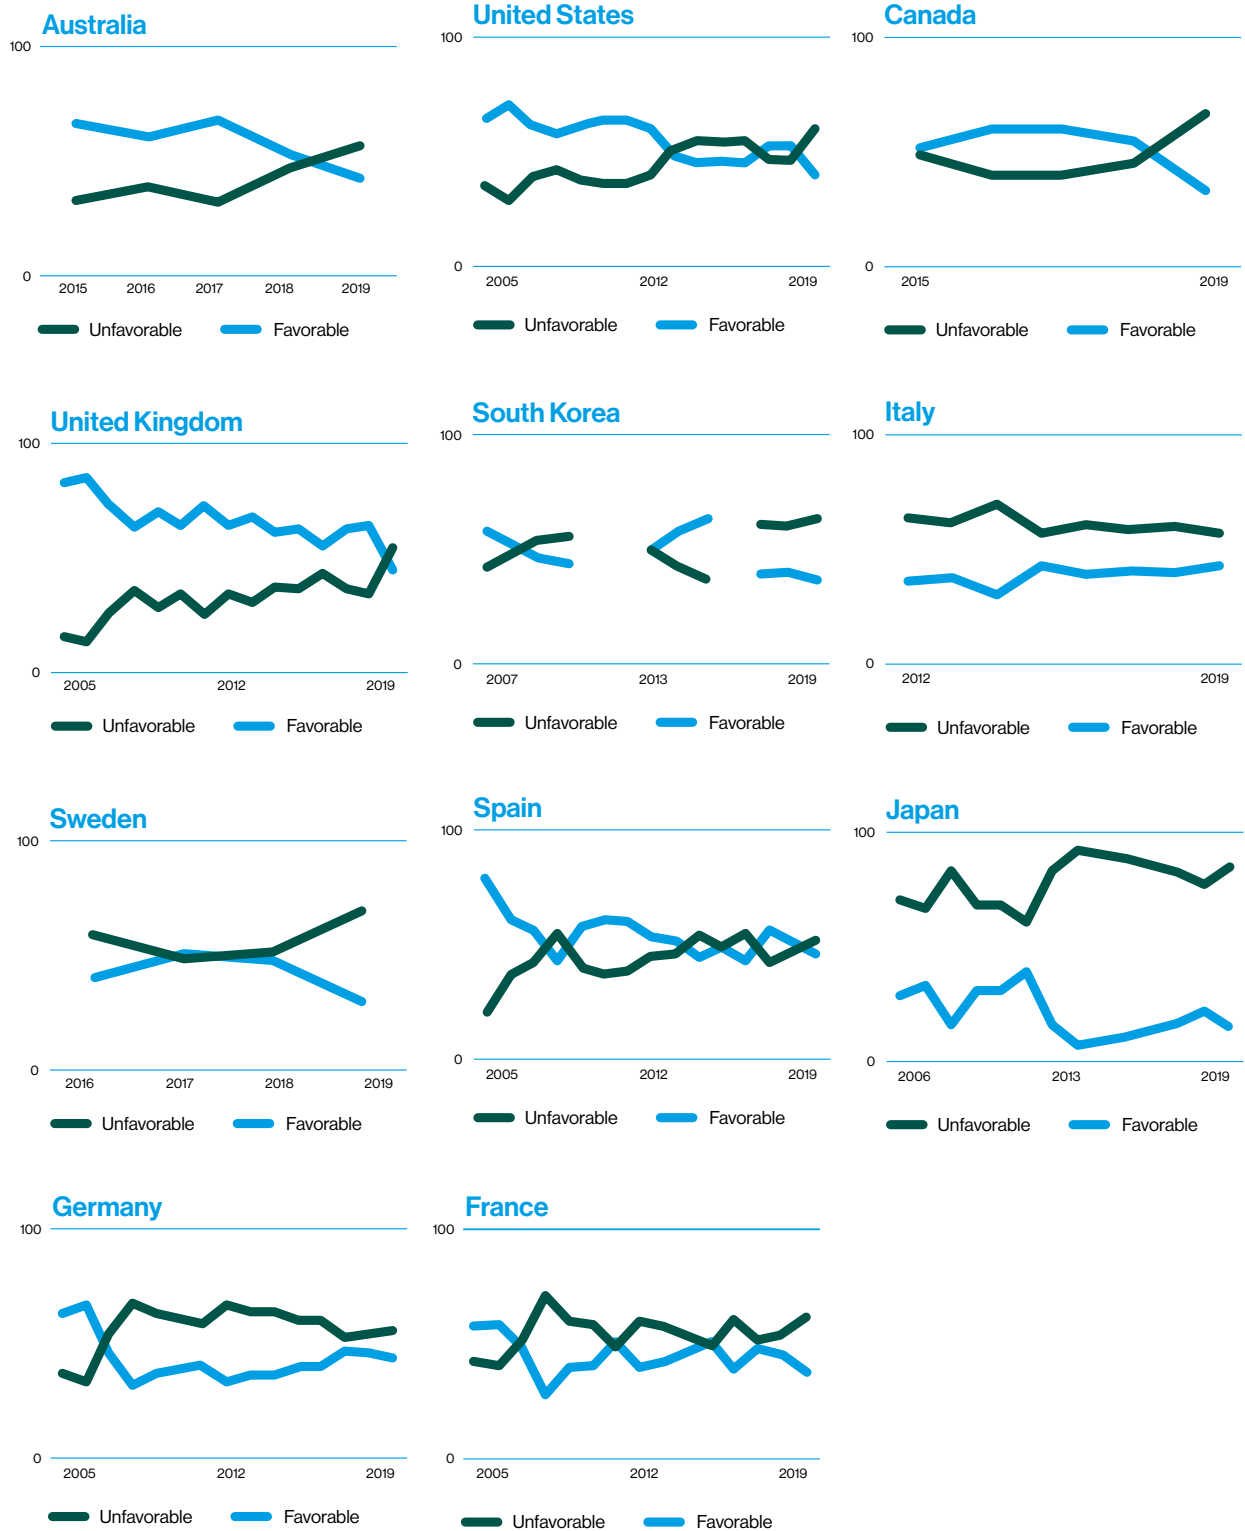 Australia
100
0
2015 2016 2017 2018 2019
Unfavorable Favorable
United States
100
0
2005 2012 2019
Unfavorable Favorable
Canada
100
0
2015 2019
Unfavorable Favorable
United Kingdom
100
0
2005 2012 2019
Unfavorable Favorable
South Korea
100
0
2007 2013 2019
Unfavorable Favorable
Italy
100
0
2012 2019
Unfavorable Favorable
Sweden
100
0
2016 2017 2018 2019
Unfavorable Favorable
Spain
100
0
2005 2012 2019
Unfavorable Favorable
Japan
100
0
2006 2013 2019
Unfavorable Favorable
Germany
100
0
2005 2012 2019
Unfavorable Favorable
France
100
0
2005 2012 2019
Unfavorable Favorable